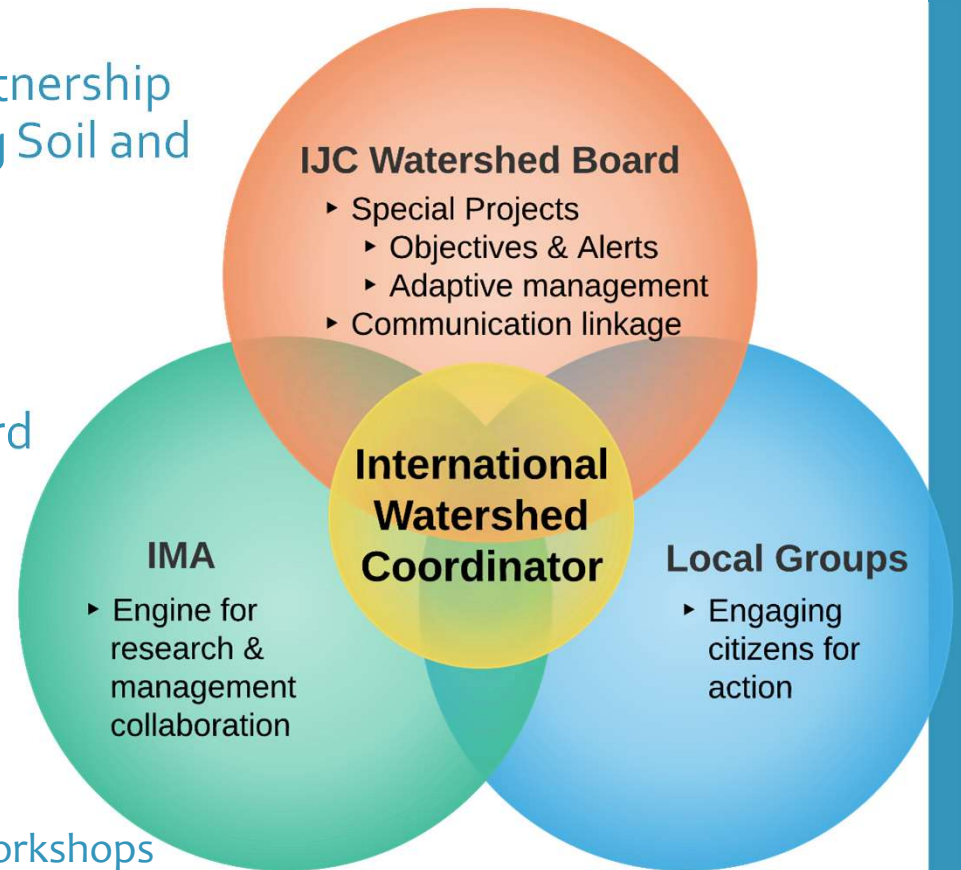 tnership
g Soil and
rd
orkshops
IJC Watershed Board
▸ Special Projects
▸ Objectives & Alerts
▸ Adaptive management
▸ Communication linkage
International
Watershed
Coordinator
IMA
▸ Engine for
research &
management
collaboration
Local Groups
▸ Engaging
citizens for
action